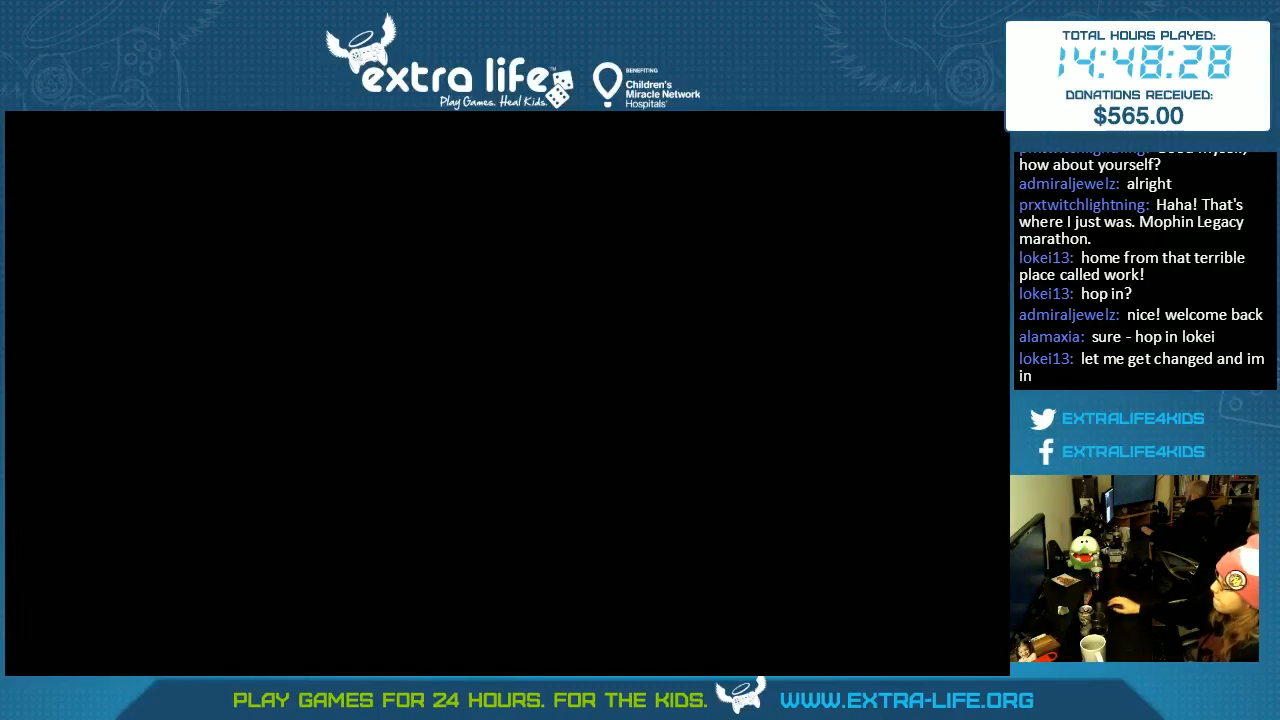 extra life™
Play Games. Heal Kids.
BENEFITING
Children's
Miracle Network
Hospitals
TOTAL HOURS PLAYED:
14:48:28
DONATIONS RECEIVED:
$565.00
how about yourself?
admiraljewelz: alright
prxtwitchlightning: Haha! That's
where I just was. Mophin Legacy
marathon.
lokei13: home from that terrible
place called work!
lokei13: hop in?
admiraljewelz: nice! welcome back
alamaxia: sure - hop in lokei
lokei13: let me get changed and im
in
EXTRALIFE4KIDS
EXTRALIFE4KIDS
PLAY GAMES FOR 24 HOURS. FOR THE KIDS.
WWW.EXTRA-LIFE.ORG